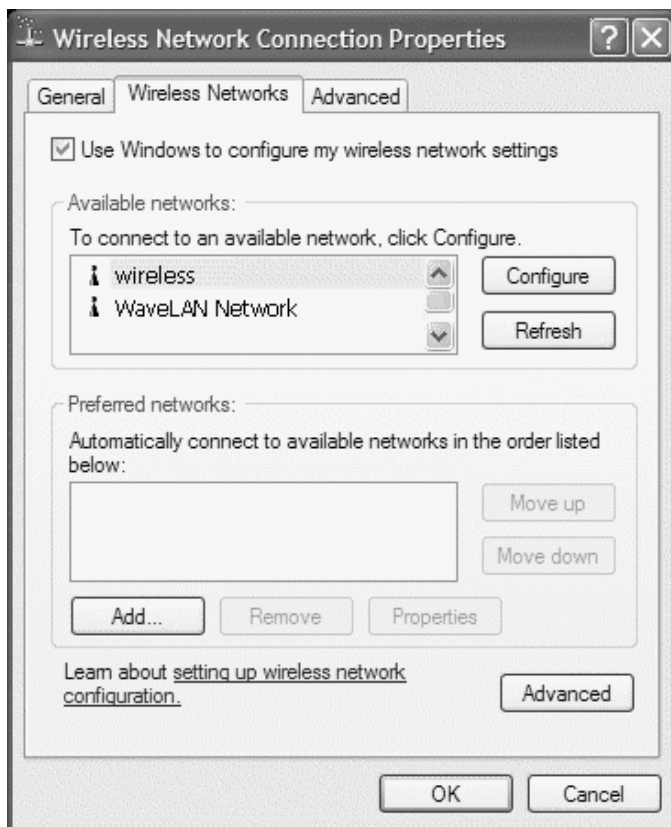 Wireless Network Connection Properties
General
Wireless Networks
Advanced
Use Windows to configure my wireless network settings
Available networks:
To connect to an available network, click Configure.
wireless
WaveLAN Network
Configure
Refresh
Preferred networks:
Automatically connect to available networks in the order listed
below:
Move up
Move down
Add...
Remove
Properties
Learn about setting up wireless network
configuration.
Advanced
OK
Cancel